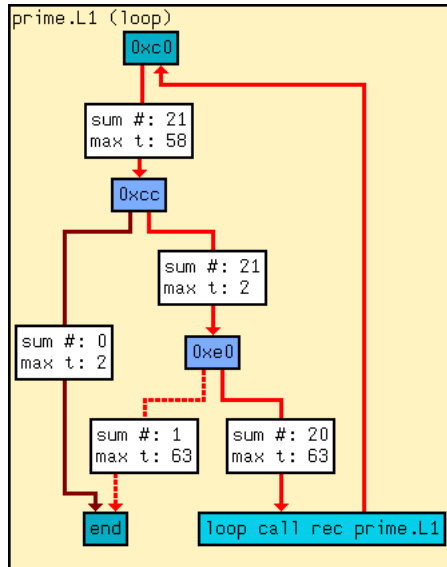 prime.L1 (loop)
0xc0
sum #: 21
max t: 58
0xcc
sum #: 21
max t: 2
0xe0
sum #: 0
max t: 2
sum #: 1
max t: 63
sum #: 20
max t: 63
end
loop call rec prime.L1